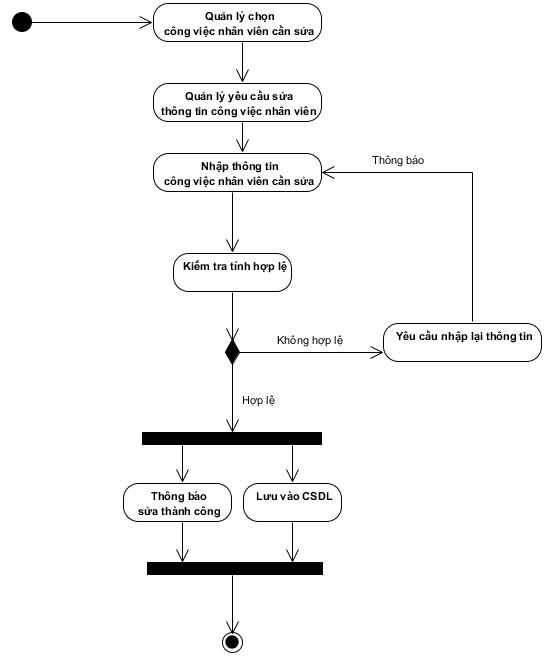 Quản lý chọn
công việc nhân viên cần sửa
Quản lý yêu cầu sửa
thông tin công việc nhân viên
Nhập thông tin
công việc nhân viên cần sửa
Thông báo
Kiểm tra tính hợp lệ
Không hợp lệ
Yêu cầu nhập lại thông tin
Hợp lệ
Thông báo
sửa thành công
Lưu vào CSDL